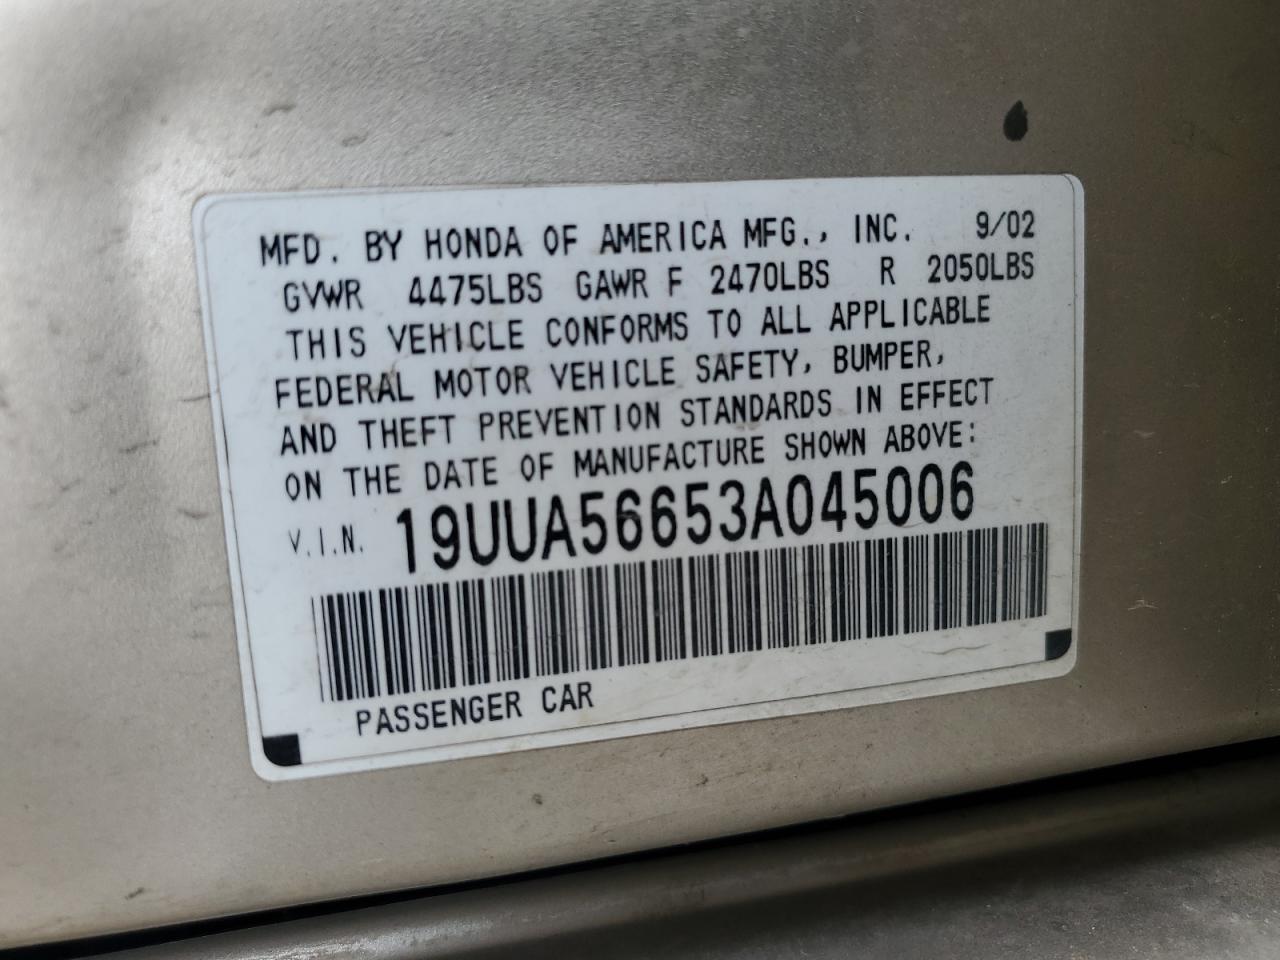 MFD. BY HONDA OF AMERICA MFG., INC. 9/02
GVWR 4475LBS GAWR F 2470LBS R 2050LBS
THIS VEHICLE CONFORMS TO ALL APPLICABLE
FEDERAL MOTOR VEHICLE SAFETY, BUMPER,
AND THEFT PREVENTION STANDARDS IN EFFECT
ON THE DATE OF MANUFACTURE SHOWN ABOVE:
V.I.N. 19UUA56653A045006
PASSENGER CAR